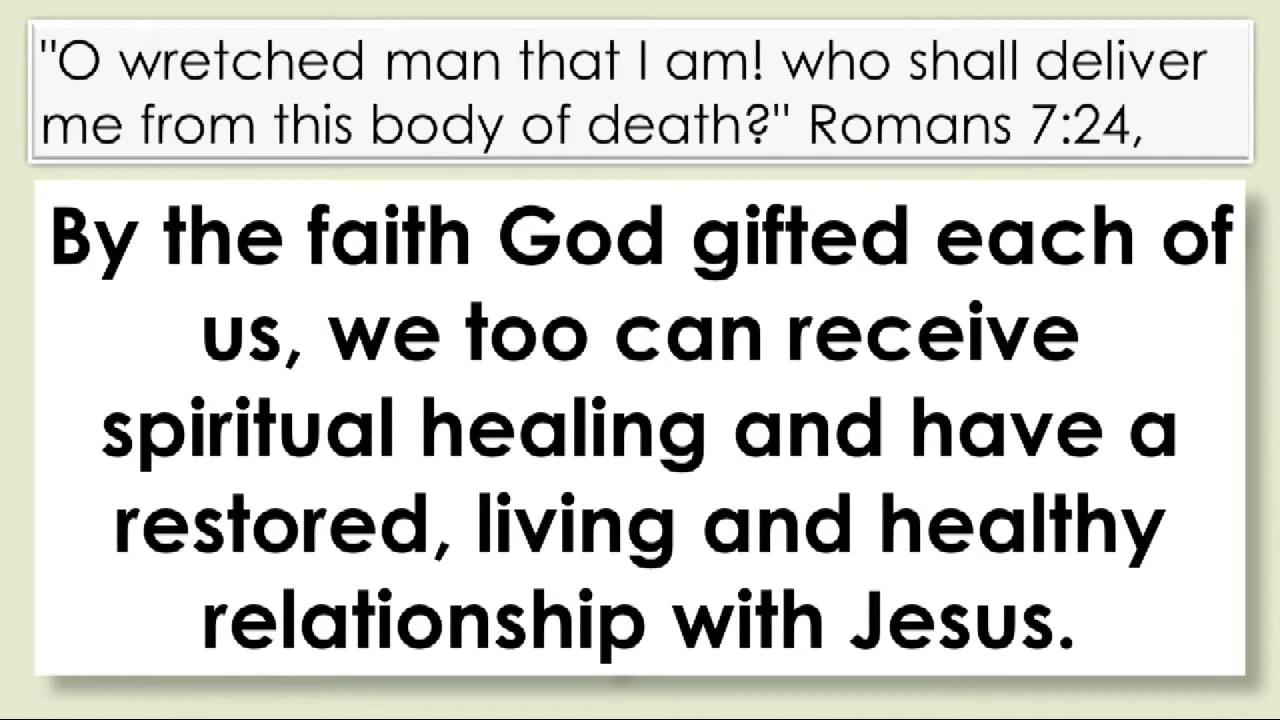 "O wretched man that I am! who shall deliver
me from this body of death?" Romans 7:24,
By the faith God gifted each of
us, we too can receive
spiritual healing and have a
restored, living and healthy
relationship with Jesus.